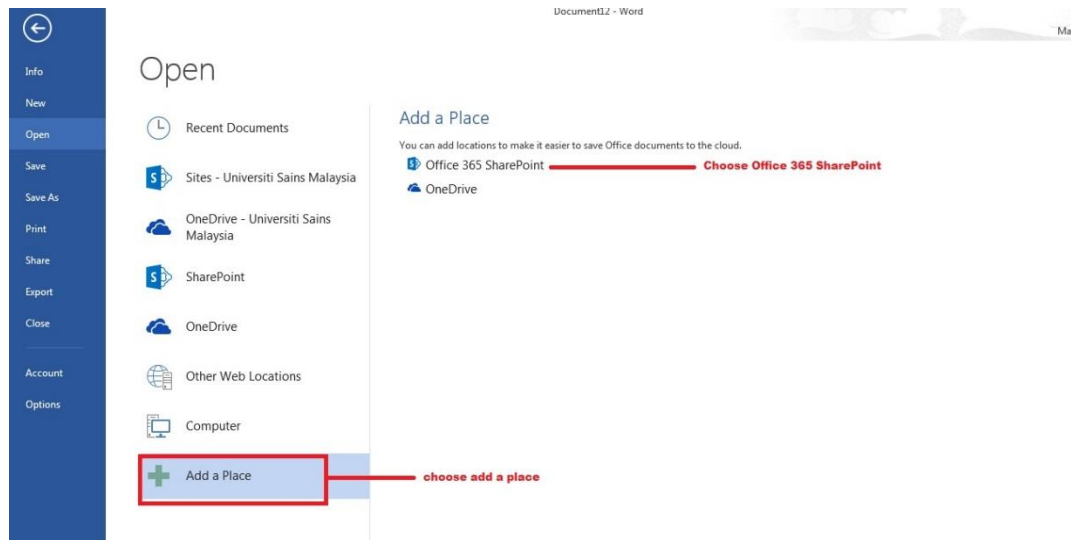 Document12 - Word
Ma
Info
New
Open
Save
Save As
Print
Share
Export
Close
Account
Options
Open
Recent Documents
Sites - Universiti Sains Malaysia
OneDrive - Universiti Sains
Malaysia
SharePoint
OneDrive
Other Web Locations
Computer
Add a Place
choose add a place
Add a Place
You can add locations to make it easier to save Office documents to the cloud.
Office 365 SharePoint
Choose Office 365 SharePoint
OneDrive